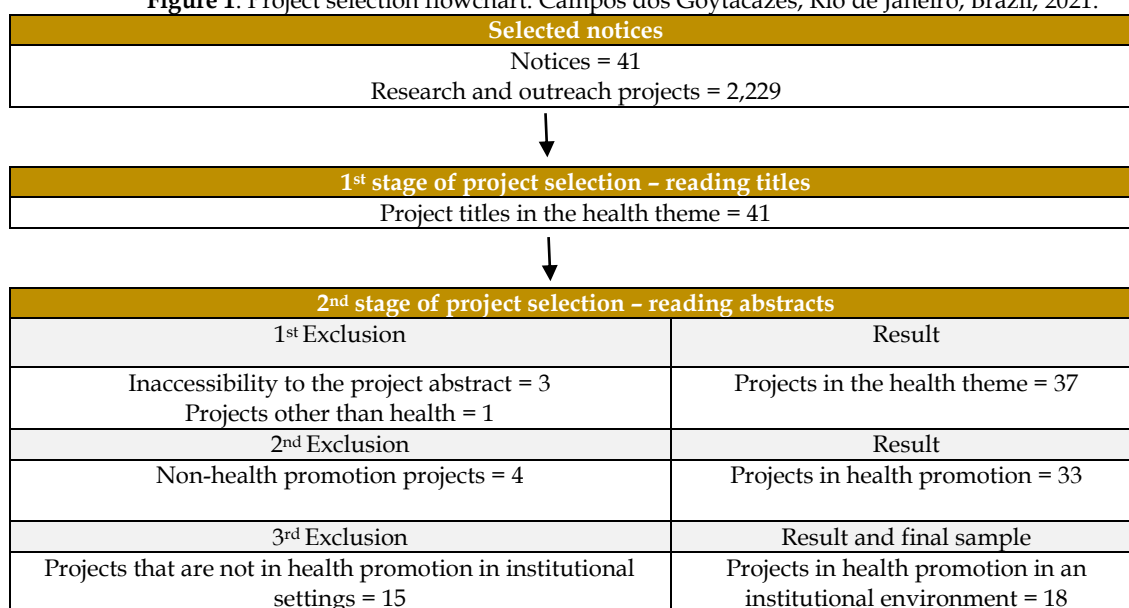 Figure 1. Project selection flowchart. Campos dos Goytacazes, Rio de Janeiro, Brazil, 2021.
Selected notices
Notices = 41
Research and outreach projects = 2,229
1st stage of project selection – reading titles
Project titles in the health theme = 41
2nd stage of project selection – reading abstracts
1st Exclusion
Result
Inaccessibility to the project abstract = 3
Projects other than health = 1
Projects in the health theme = 37
2nd Exclusion
Result
Non-health promotion projects = 4
Projects in health promotion = 33
3rd Exclusion
Result and final sample
Projects that are not in health promotion in institutional
settings = 15
Projects in health promotion in an
institutional environment = 18